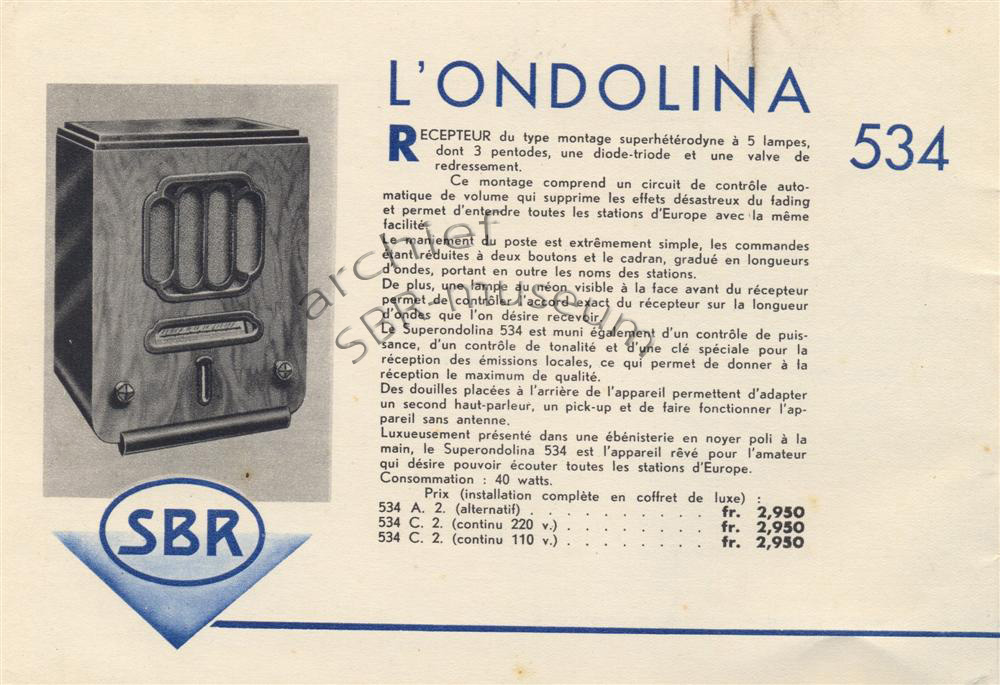 L'ONDOLINA
534
RECEPTEUR du type montage superhétérodyne à 5 lampes,
dont 3 pentodes, une diode-triode et une valve de
redressement.
Ce montage comprend un circuit de contrôle auto-
matique de volume qui supprime les effets désastreux du fading
et permet d'entendre toutes les stations d'Europe avec la même
facilité.
Le maniement du poste est extrêmement simple, les commandes
étant réduites à deux boutons et le cadran, gradué en longueurs
d'ondes, portant en outre les noms des stations.
De plus, une lampe au néon visible à la face avant du récepteur
permet de contrôler l'accord exact du récepteur sur la longueur
d'ondes que l'on désire recevoir.
Le Superondolina 534 est muni également d'un contrôle de puis-
sance, d'un contrôle de tonalité et d'une clé spéciale pour la
réception des émissions locales, ce qui permet de donner à la
réception le maximum de qualité.
Des douilles placées à l'arrière de l'appareil permettent d'adapter
un second haut-parleur, un pick-up et de faire fonctionner l'ap-
pareil sans antenne.
Luxueusement présenté dans une ébénisterie en noyer poli à la
main, le Superondolina 534 est l'appareil rêvé pour l'amateur
qui désire pouvoir écouter toutes les stations d'Europe.
Consommation : 40 watts.
Prix (installation complète en coffret de luxe) :
534 A. 2. (alternatif) . . . . . . . . . . fr. 2,950
534 C. 2. (continu 220 v.) . . . . . . . . fr. 2,950
534 C. 2. (continu 110 v.) . . . . . . . . fr. 2,950
SBR
archief
SBR-museum